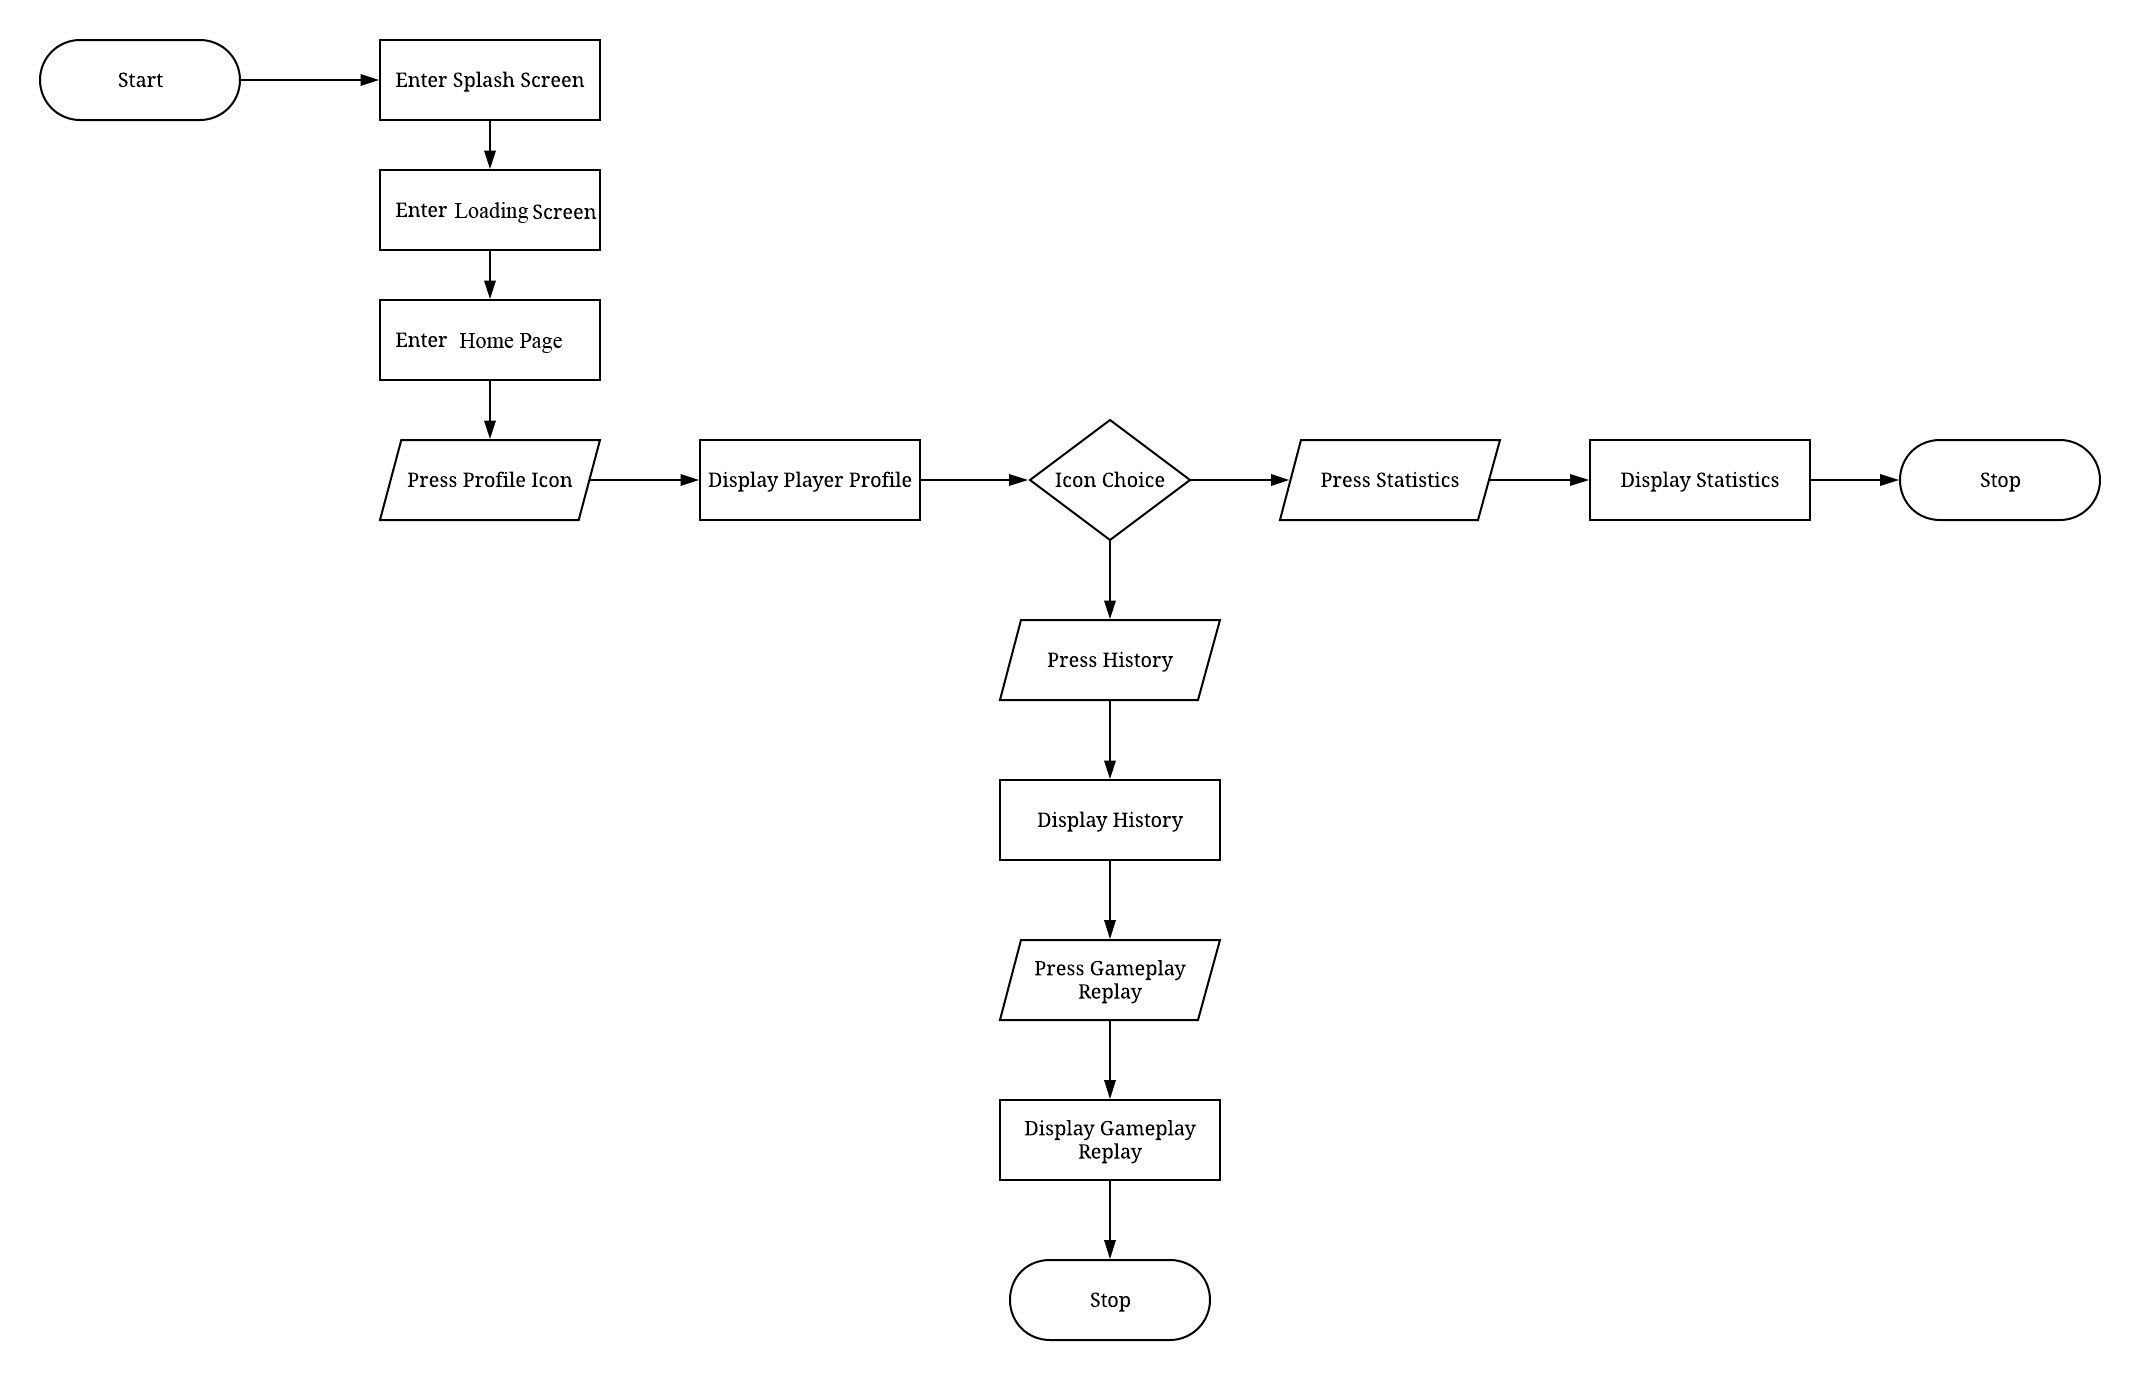 Start
Enter Splash Screen
Enter Loading Screen
Enter Home Page
Press Profile Icon
Display Player Profile
Icon Choice
Press Statistics
Display Statistics
Stop
Press History
Display History
Press Gameplay
Replay
Display Gameplay
Replay
Stop